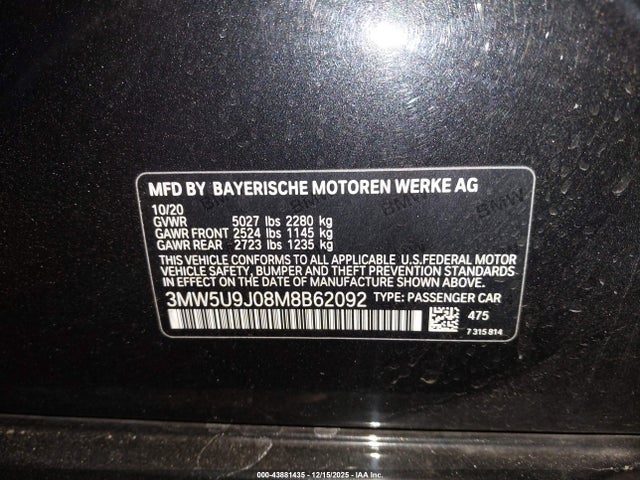 MFD BY BAYERISCHE MOTOREN WERKE AG
10/20
GVWR 5027 lbs 2280 kg
GAWR FRONT 2524 lbs 1145 kg
GAWR REAR 2723 lbs 1235 kg
THIS VEHICLE CONFORMS TO ALL APPLICABLE U.S.FEDERAL MOTOR
VEHICLE SAFETY, BUMPER AND THEFT PREVENTION STANDARDS
IN EFFECT ON THE DATE OF MANUFACTURE SHOWN ABOVE.
3MW5U9J08M8B62092 TYPE: PASSENGER CAR
475
7 315 814
000-43881435 - 12/15/2025 - IAA Inc.